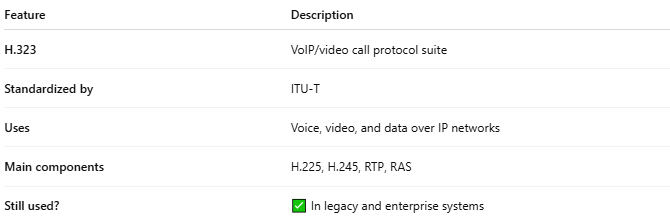 Feature Description
H.323 VoIP/video call protocol suite
Standardized by ITU-T
Uses Voice, video, and data over IP networks
Main components H.225, H.245, RTP, RAS
Still used? ✅ In legacy and enterprise systems